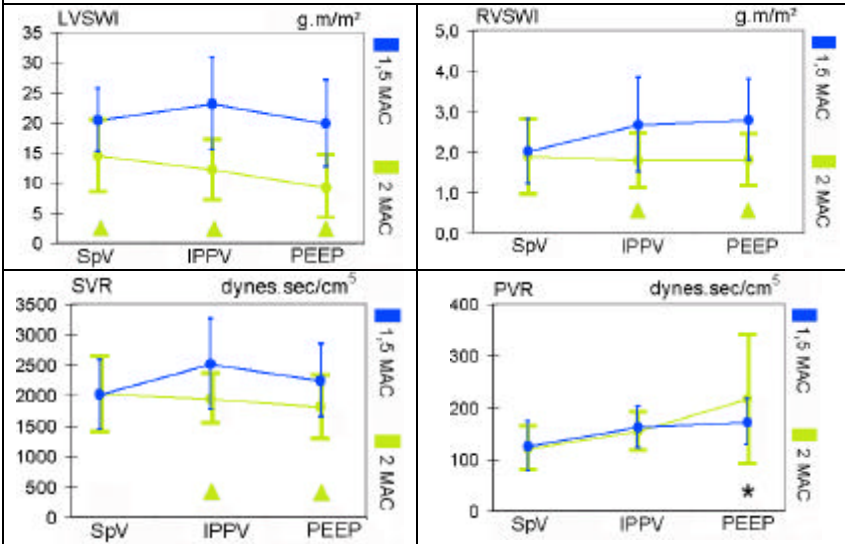 LVSWI g.m/m²
35
30
25
20
15
10
5
0
SpV IPPV PEEP
1,5 MAC
2 MAC
RVSWI g.m/m²
5,0
4,0
3,0
2,0
1,0
0,0
SpV IPPV PEEP
1,5 MAC
2 MAC
SVR dynes.sec/cm⁵
3500
3000
2500
2000
1500
1000
500
0
SpV IPPV PEEP
1,5 MAC
2 MAC
PVR dynes.sec/cm⁵
400
300
200
100
0
*
SpV IPPV PEEP
1,5 MAC
2 MAC